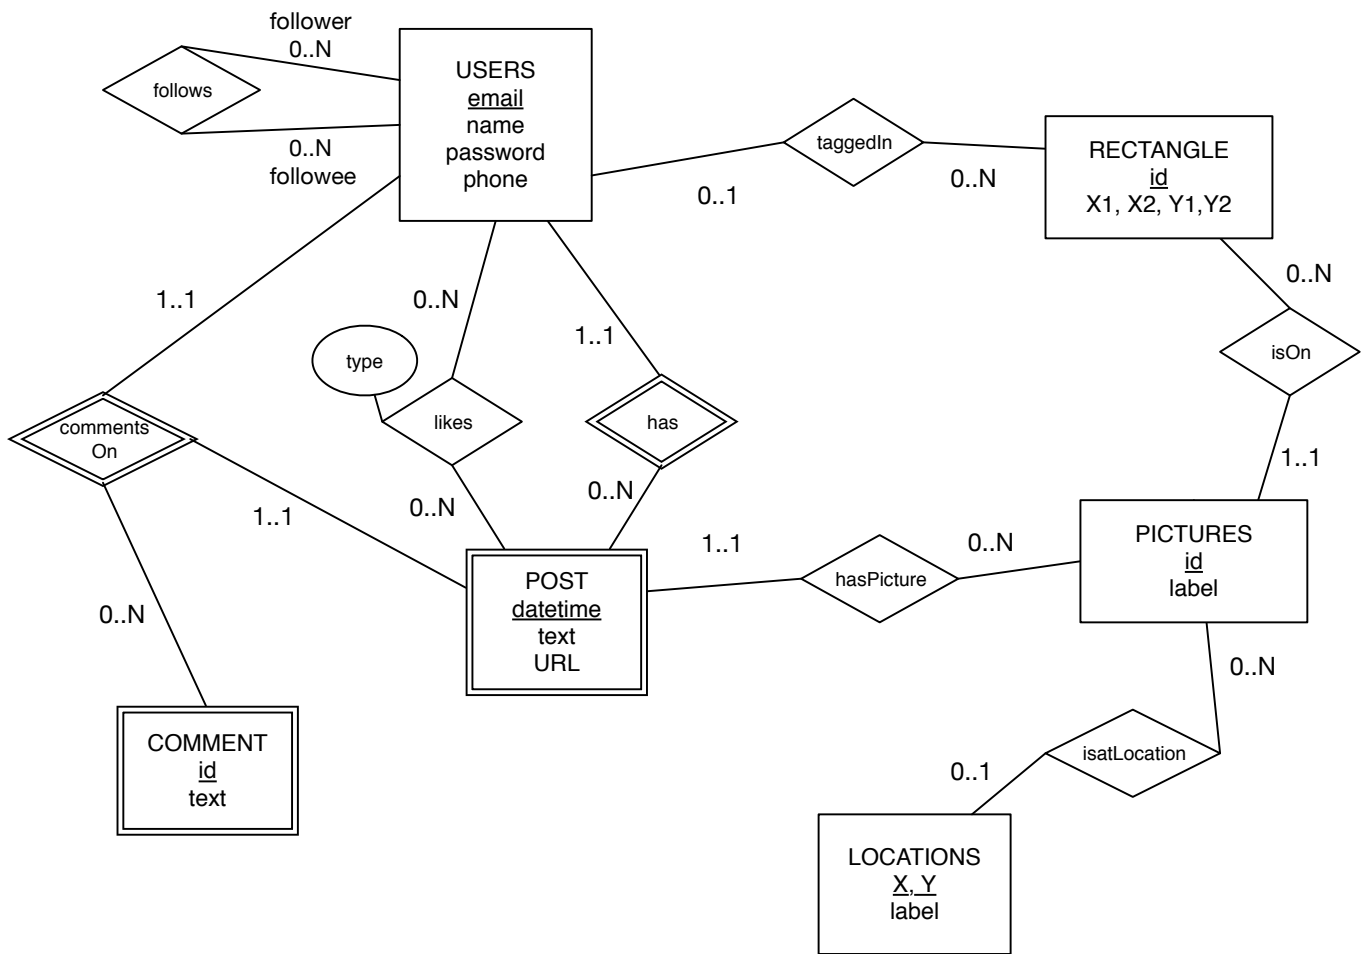 follower
0..N
follows
0..N
followee
USERS
email
name
password
phone
taggedIn
0..1
0..N
RECTANGLE
id
X1, X2, Y1,Y2
1..1
0..N
1..1
0..N
type
isOn
likes
has
comments
On
1..1
0..N
0..N
1..1
1..1
0..N
hasPicture
POST
datetime
text
URL
PICTURES
id
label
0..N
0..N
COMMENT
id
text
isatLocation
0..1
LOCATIONS
X, Y
label